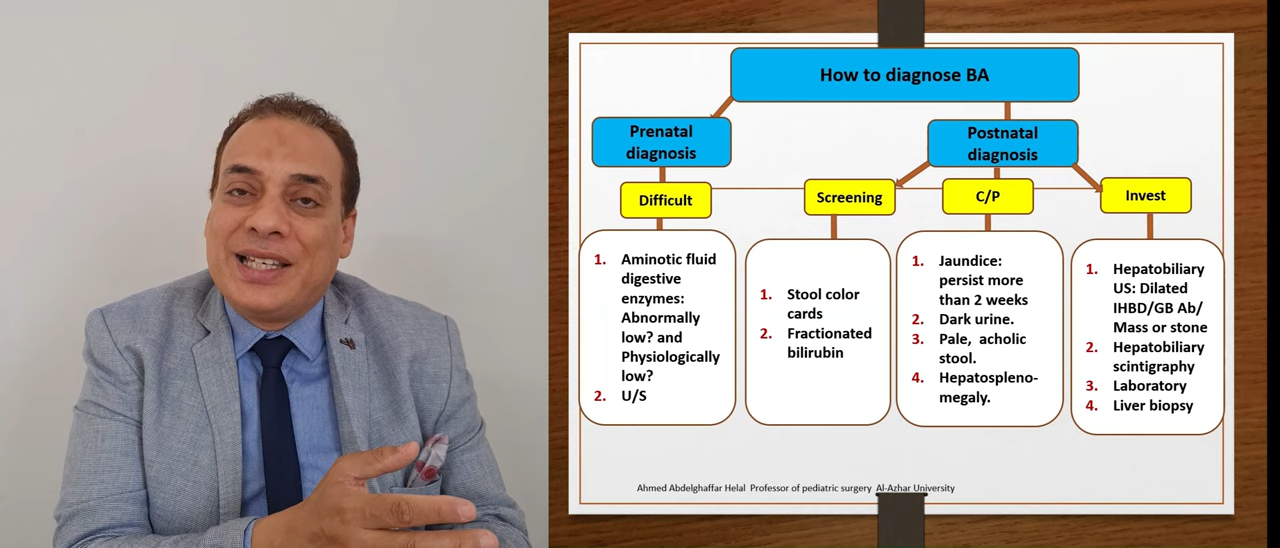 How to diagnose BA
Prenatal
diagnosis
Postnatal
diagnosis
Difficult
Screening
C/P
Invest
1. Aminotic fluid
digestive
enzymes:
Abnormally
low? and
Physiologically
low?
2. U/S
1. Stool color
cards
2. Fractionated
bilirubin
1. Jaundice:
persist more
than 2 weeks
2. Dark urine.
3. Pale, acholic
stool.
4. Hepatospleno-
megaly.
1. Hepatobiliary
US: Dilated
IHBD/GB Ab/
Mass or stone
2. Hepatobiliary
scintigraphy
3. Laboratory
4. Liver biopsy
Ahmed Abdelghaffar Helal Professor of pediatric surgery Al-Azhar University